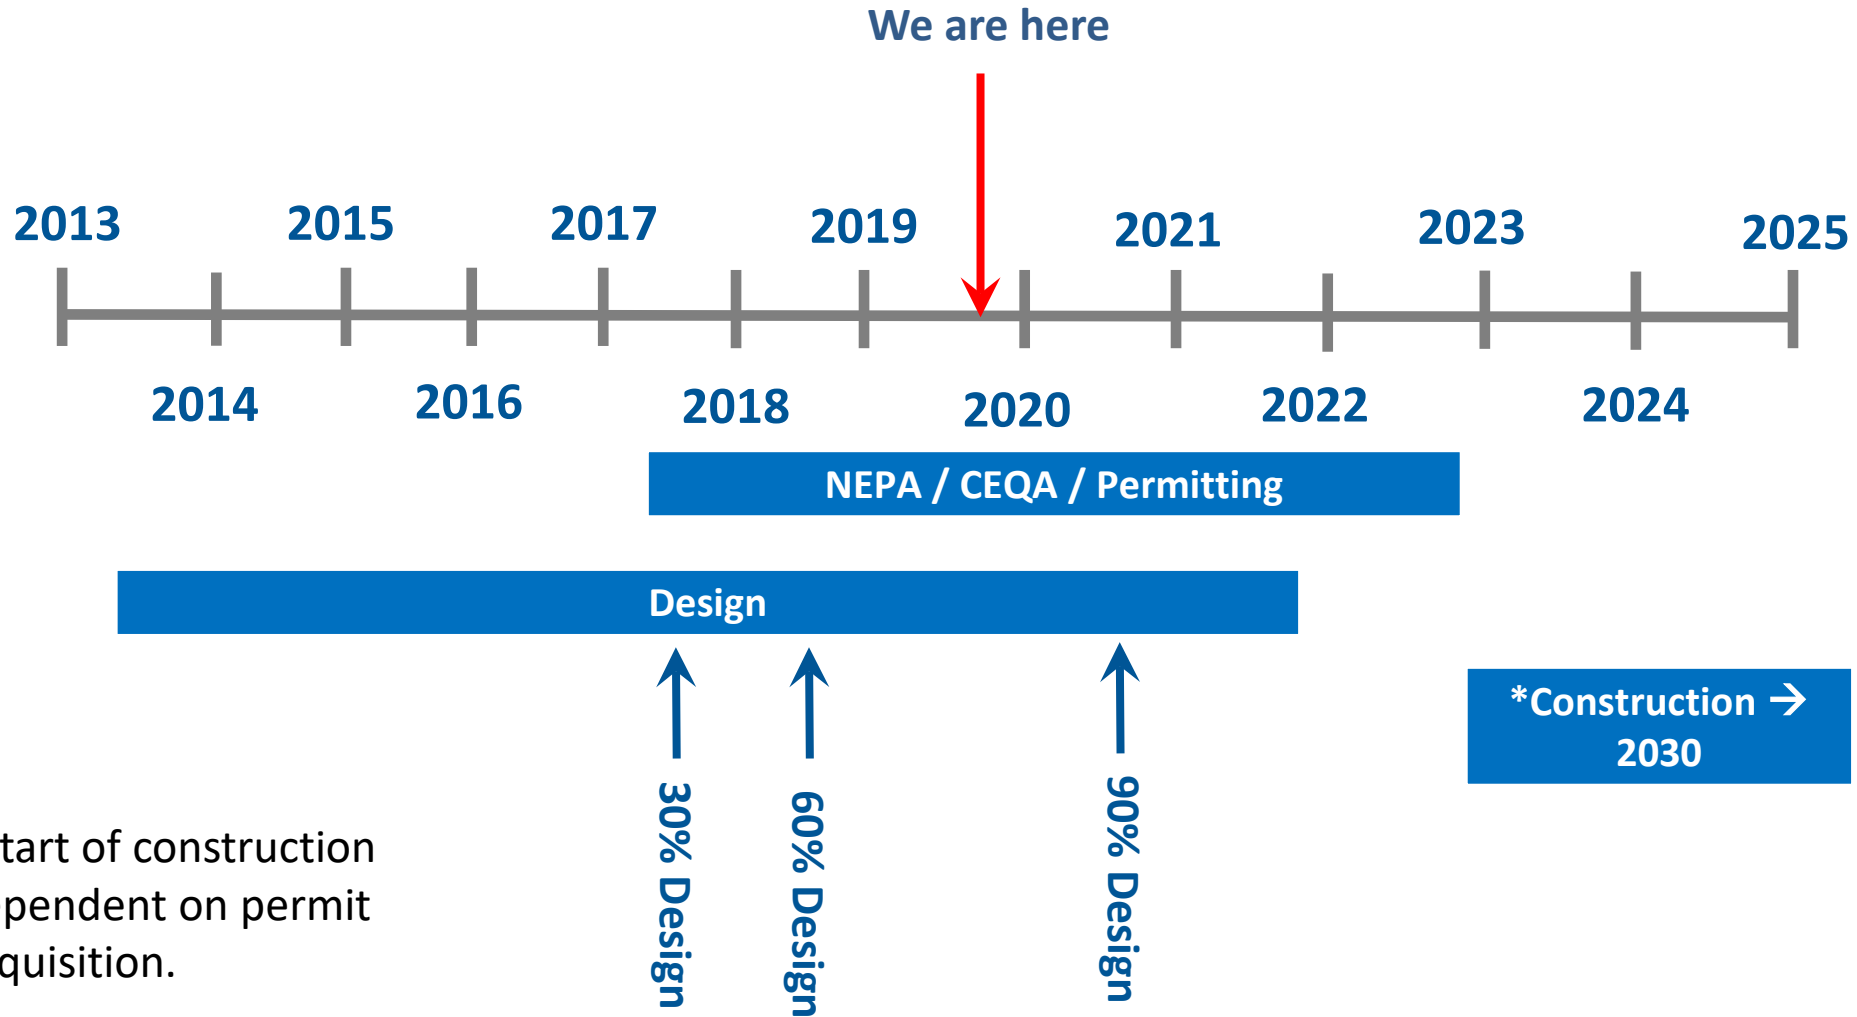 We are here
2013 2015 2017 2019 2021 2023 2025
2014 2016 2018 2020 2022 2024
NEPA / CEQA / Permitting
Design
*Construction →
2030
30% Design
60% Design
90% Design
tart of construction
pendent on permit
quisition.